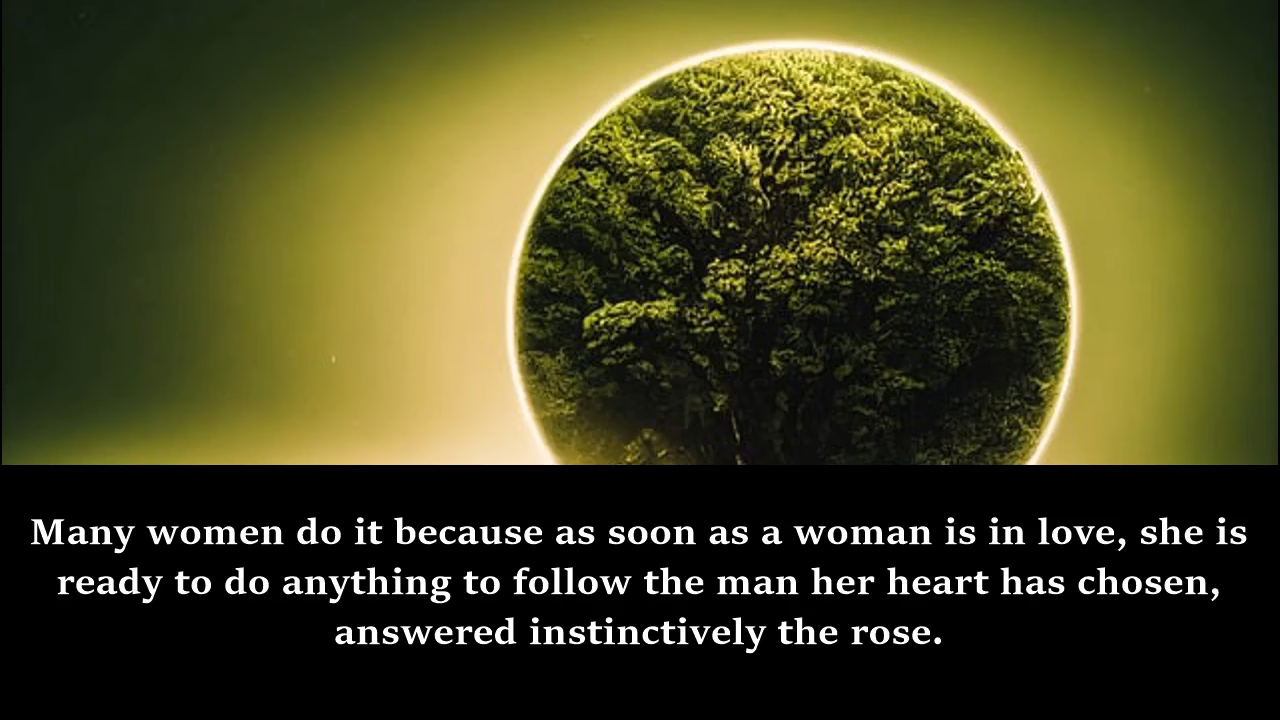 Many women do it because as soon as a woman is in love, she is
ready to do anything to follow the man her heart has chosen,
answered instinctively the rose.